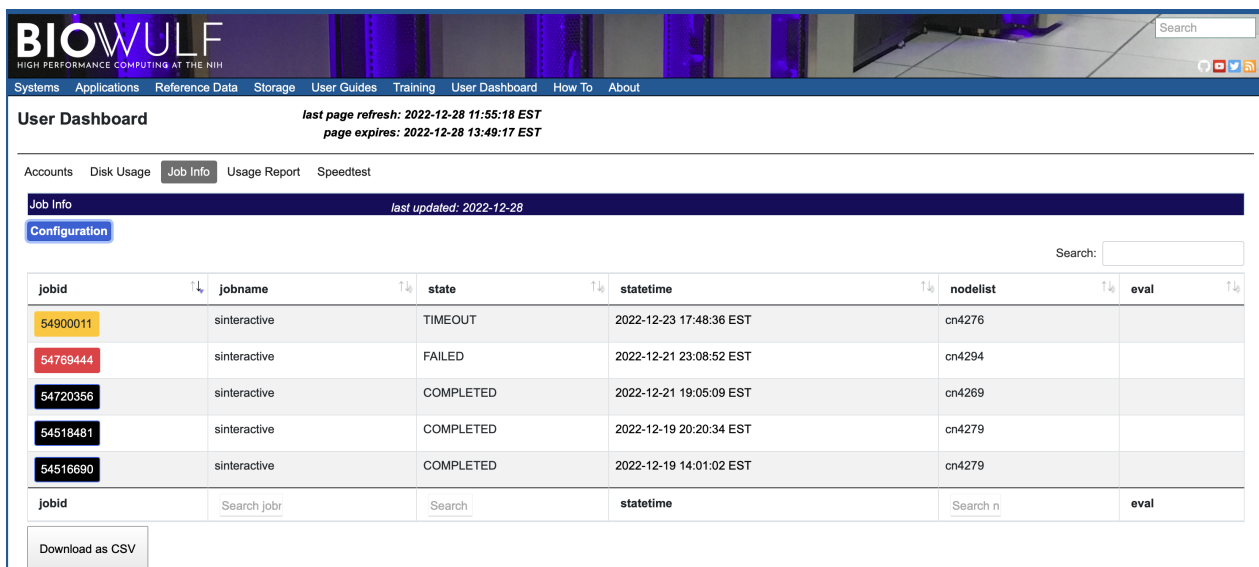 BIOWULF
HIGH PERFORMANCE COMPUTING AT THE NIH
Search
Systems Applications Reference Data Storage User Guides Training User Dashboard How To About
User Dashboard
last page refresh: 2022-12-28 11:55:18 EST
page expires: 2022-12-28 13:49:17 EST
Accounts Disk Usage Job Info Usage Report Speedtest
Job Info last updated: 2022-12-28
Configuration
Search:
jobid jobname state statetime nodelist eval
54900011 sinteractive TIMEOUT 2022-12-23 17:48:36 EST cn4276
54769444 sinteractive FAILED 2022-12-21 23:08:52 EST cn4294
54720356 sinteractive COMPLETED 2022-12-21 19:05:09 EST cn4269
54518481 sinteractive COMPLETED 2022-12-19 20:20:34 EST cn4279
54516690 sinteractive COMPLETED 2022-12-19 14:01:02 EST cn4279
jobid Search jobr Search statetime Search n eval
Download as CSV